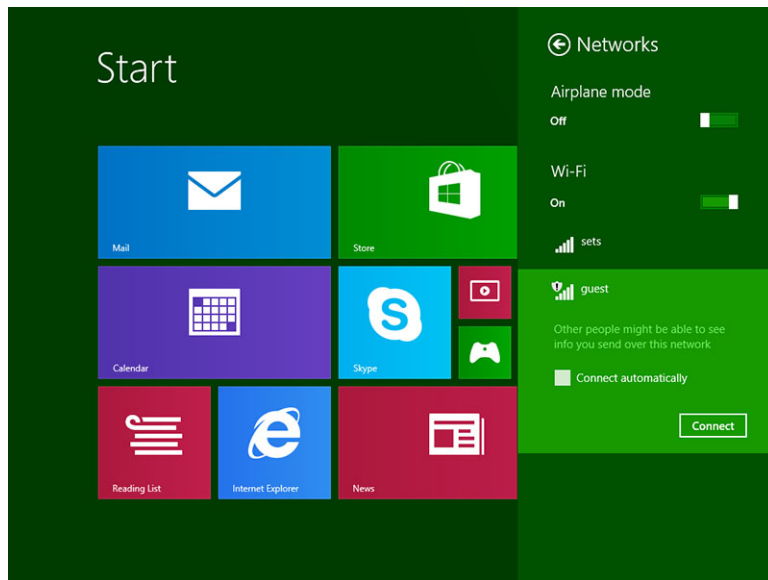 Start
Mail
Store
Calendar
Skype
Reading List
Internet Explorer
News
Networks
Airplane mode
Off
Wi-Fi
On
sets
guest
Other people might be able to see
info you send over this network
Connect automatically
Connect